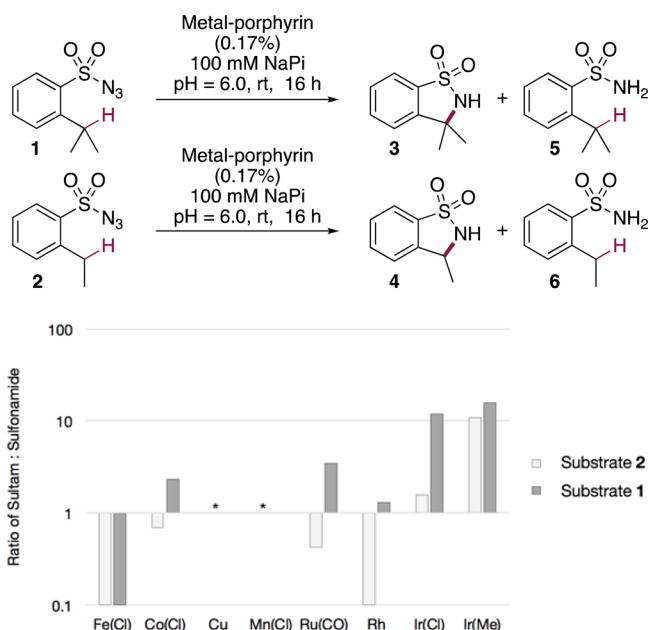 Metal-porphyrin
(0.17%)
100 mM NaPi
pH = 6.0, rt, 16 h
O O
S
N3
H
1
O
S O
NH
3
+
O O
S
NH2
H
5
Metal-porphyrin
(0.17%)
100 mM NaPi
pH = 6.0, rt, 16 h
O O
S
N3
H
2
O
S O
NH
4
+
O O
S
NH2
H
6
Ratio of Sultam : Sulfonamide
100
10
1
0.1
* *
Substrate 2
Substrate 1
Fe(Cl) Co(Cl) Cu Mn(Cl) Ru(CO) Rh Ir(Cl) Ir(Me)